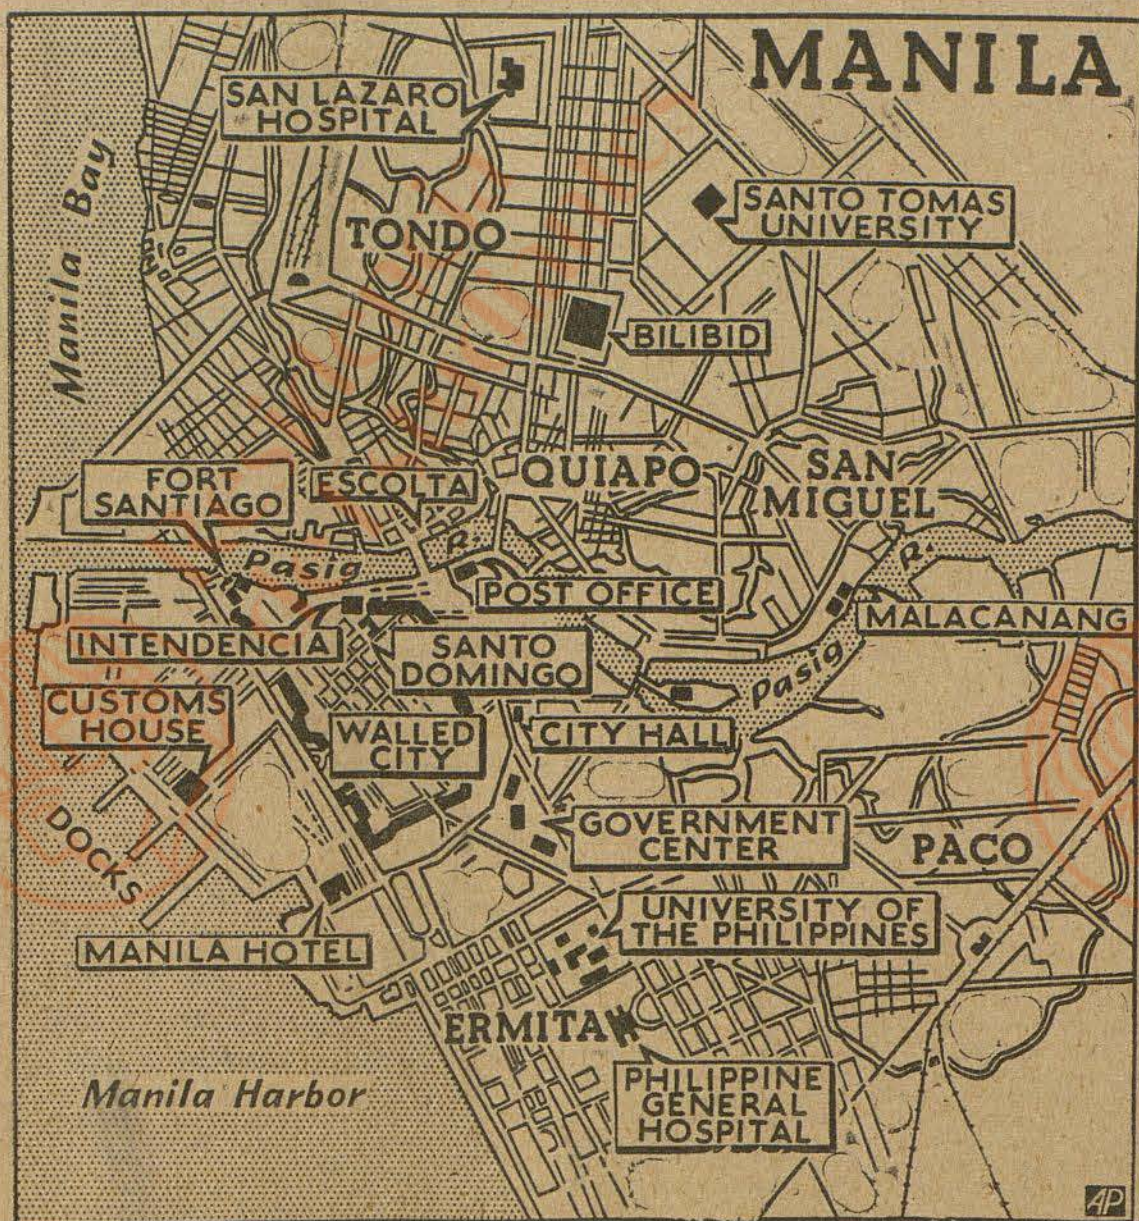 MANILA
SAN LAZARO
HOSPITAL
Manila Bay
TONDO
SANTO TOMAS
UNIVERSITY
BILIBID
FORT
SANTIAGO
ESCOLTA
QUIAPO
SAN
MIGUEL
Pasig
R.
R.
POST OFFICE
MALACANANG
INTENDENCIA
SANTO
DOMINGO
Pasig
CUSTOMS
HOUSE
WALLED
CITY
CITY HALL
DOCKS
GOVERNMENT
CENTER
PACO
UNIVERSITY OF
THE PHILIPPINES
MANILA HOTEL
ERMITA
Manila Harbor
PHILIPPINE
GENERAL
HOSPITAL
AP